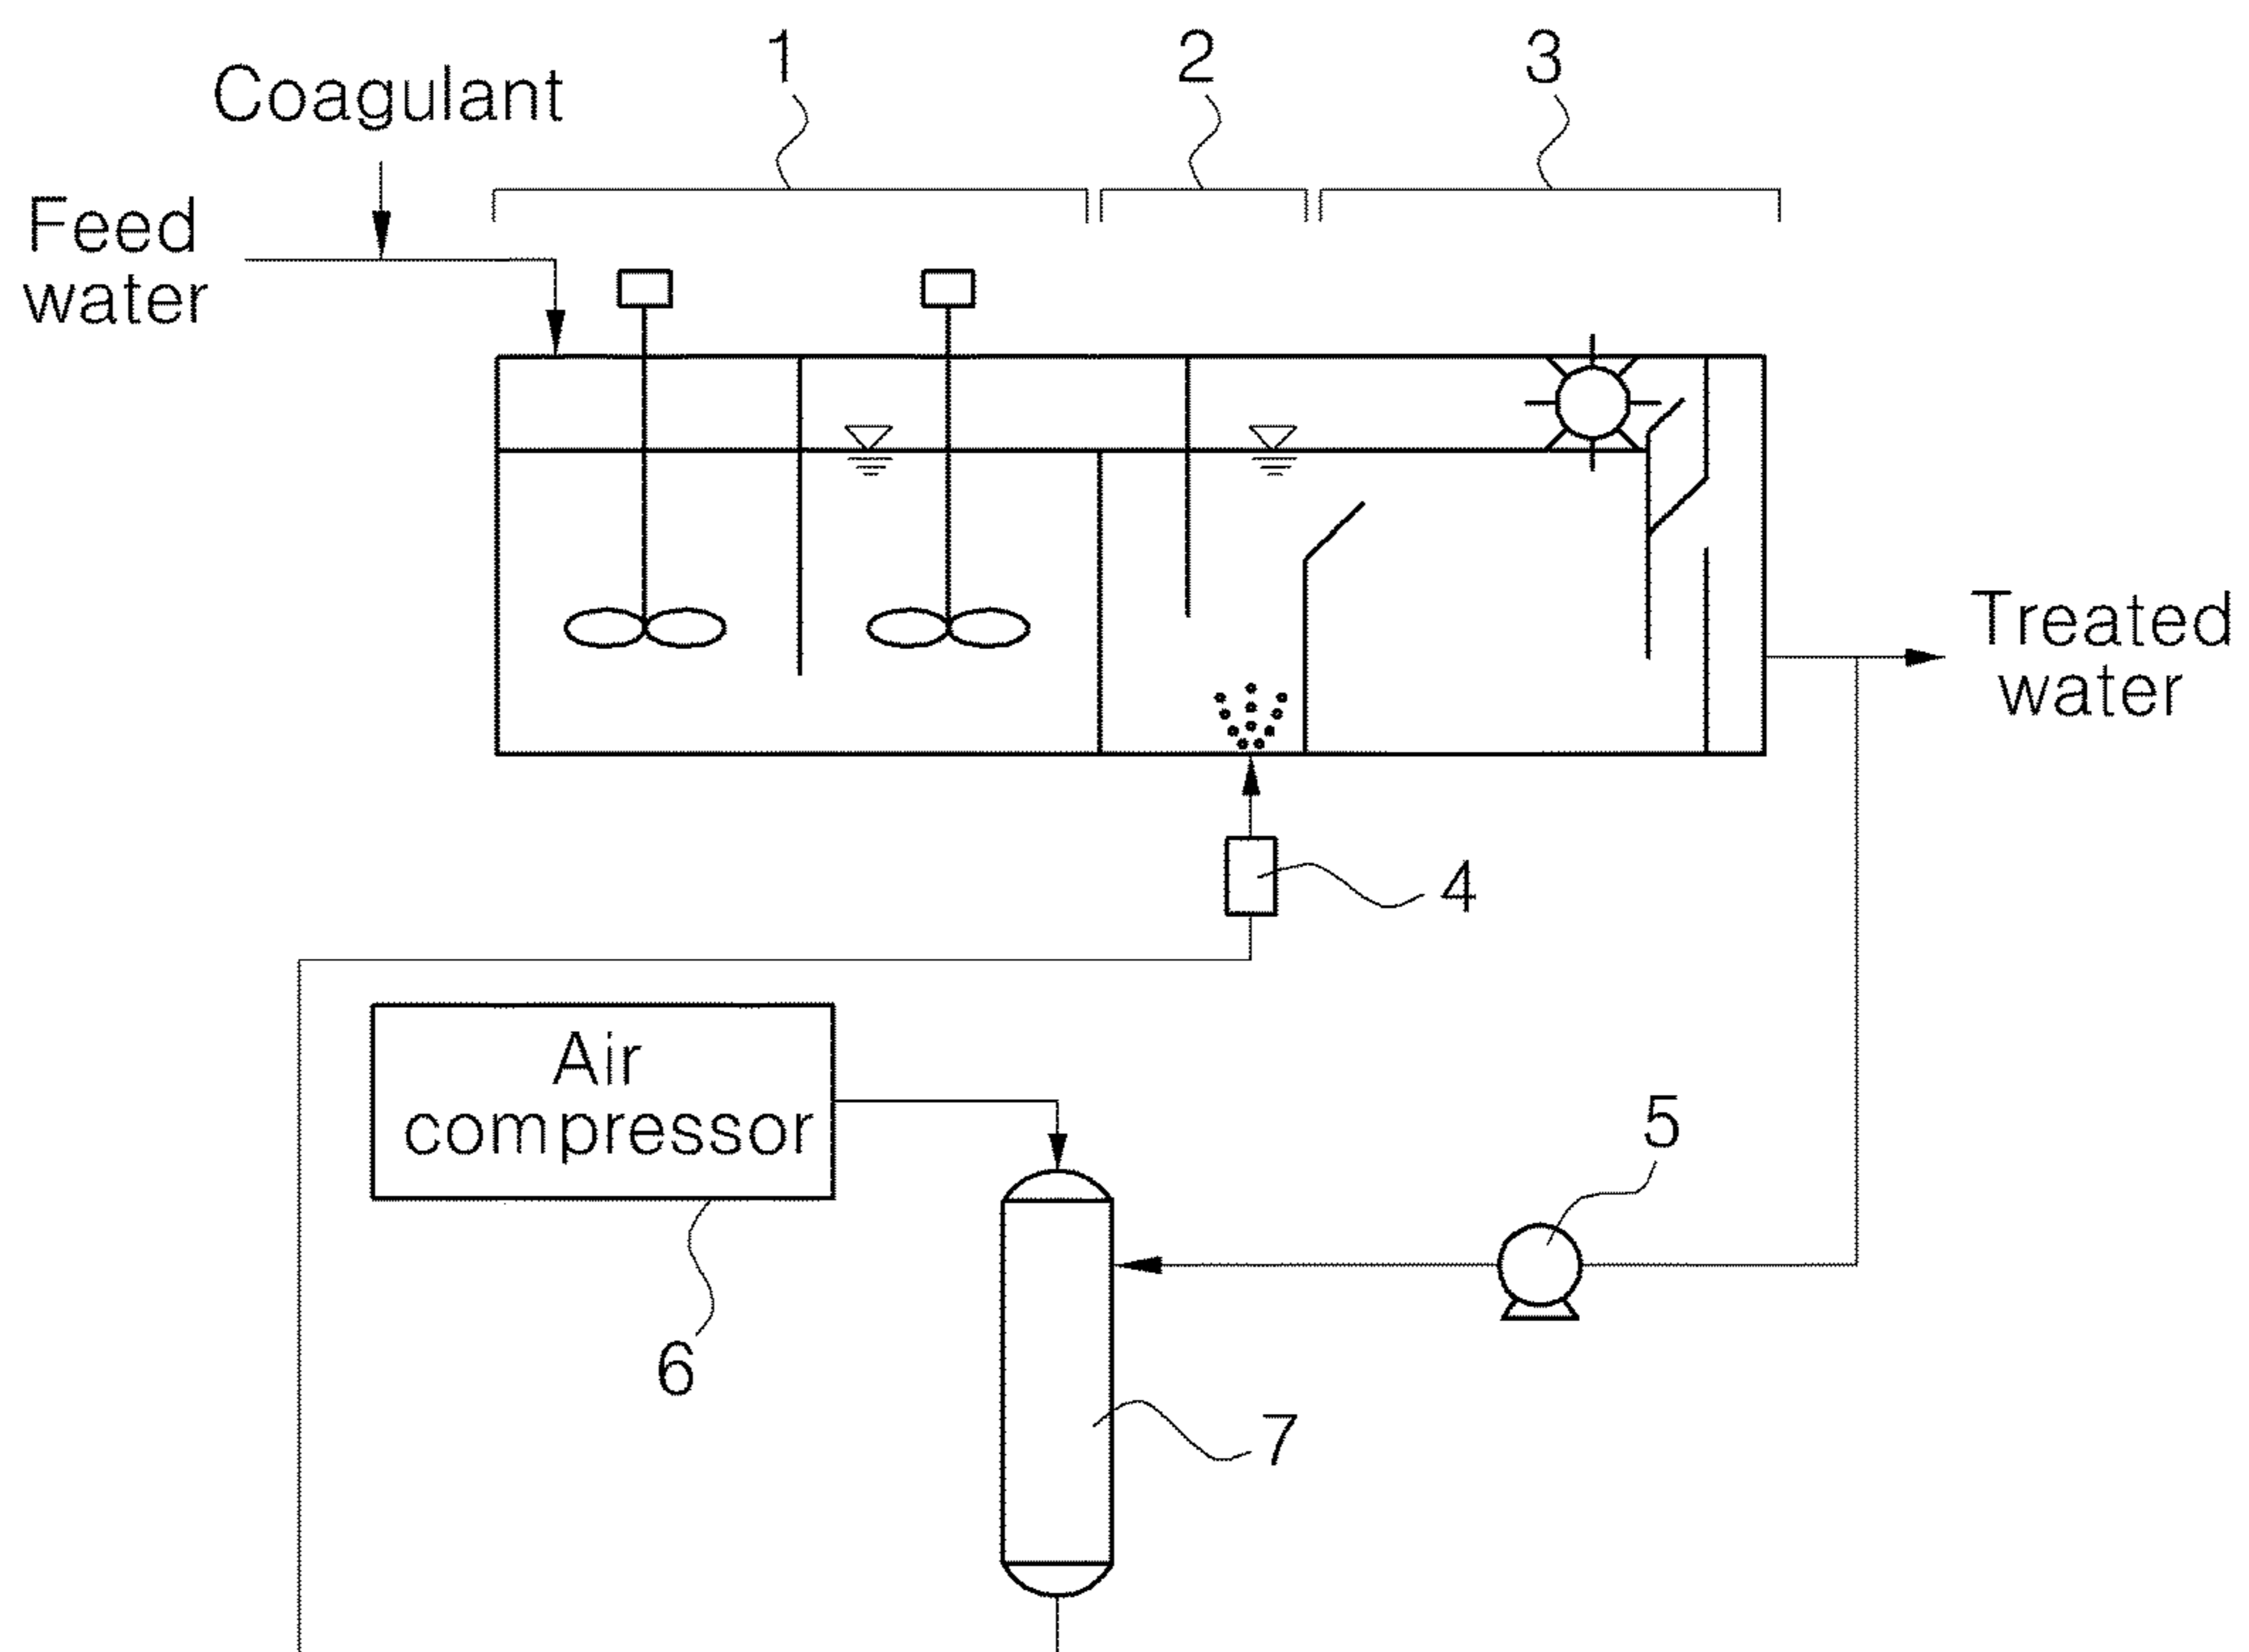 1
2
3
Coagulant
Feed
water
Treated
water
4
Air
compressor
5
6
7